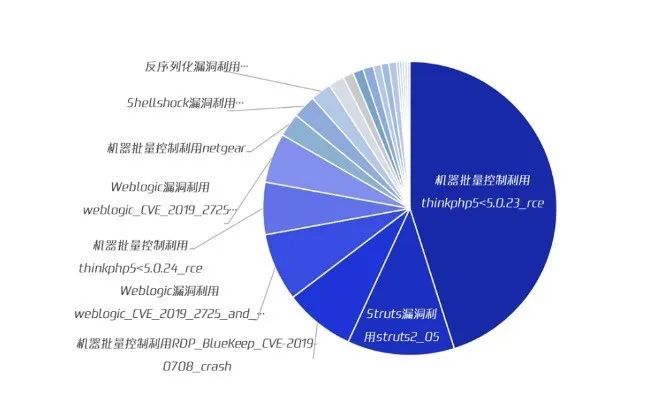 反序列化漏洞利用…
Shellshock漏洞利用…
机器批量控制利用netgear
Weblogic漏洞利用
weblogic_CVE_2019_2725…
机器批量控制利用
thinkphp5<5.0.24_rce
Weblogic漏洞利用
weblogic_CVE_2019_2725_and_…
机器批量控制利用RDP_BlueKeep_CVE-2019-
0708_crash
机器批量控制利用
thinkphp5<5.0.23_rce
Struts漏洞利
用struts2_05